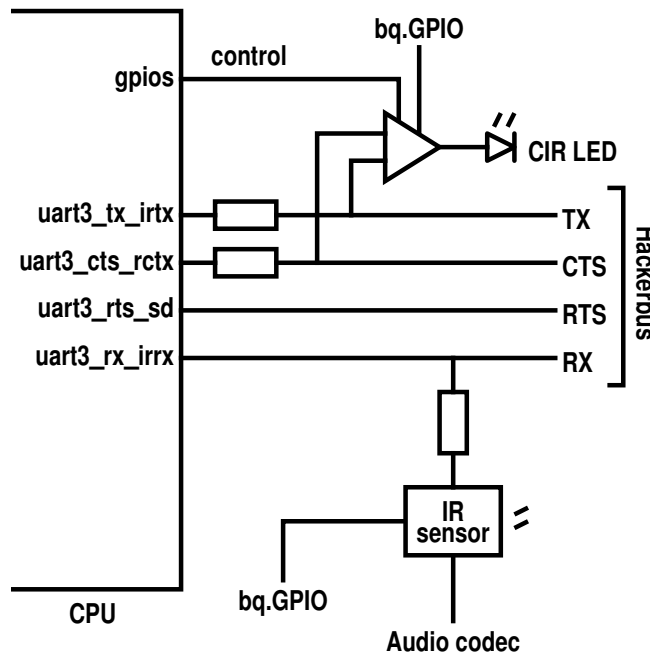 bq.GPIO
control
gpios
CIR LED
uart3_tx_irtx
TX
uart3_cts_rctx
CTS
uart3_rts_sd
RTS
uart3_rx_irrx
RX
Hackerbus
IR
sensor
bq.GPIO
CPU
Audio codec